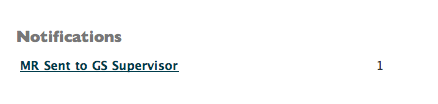 Notifications
MR Sent to GS Supervisor 1